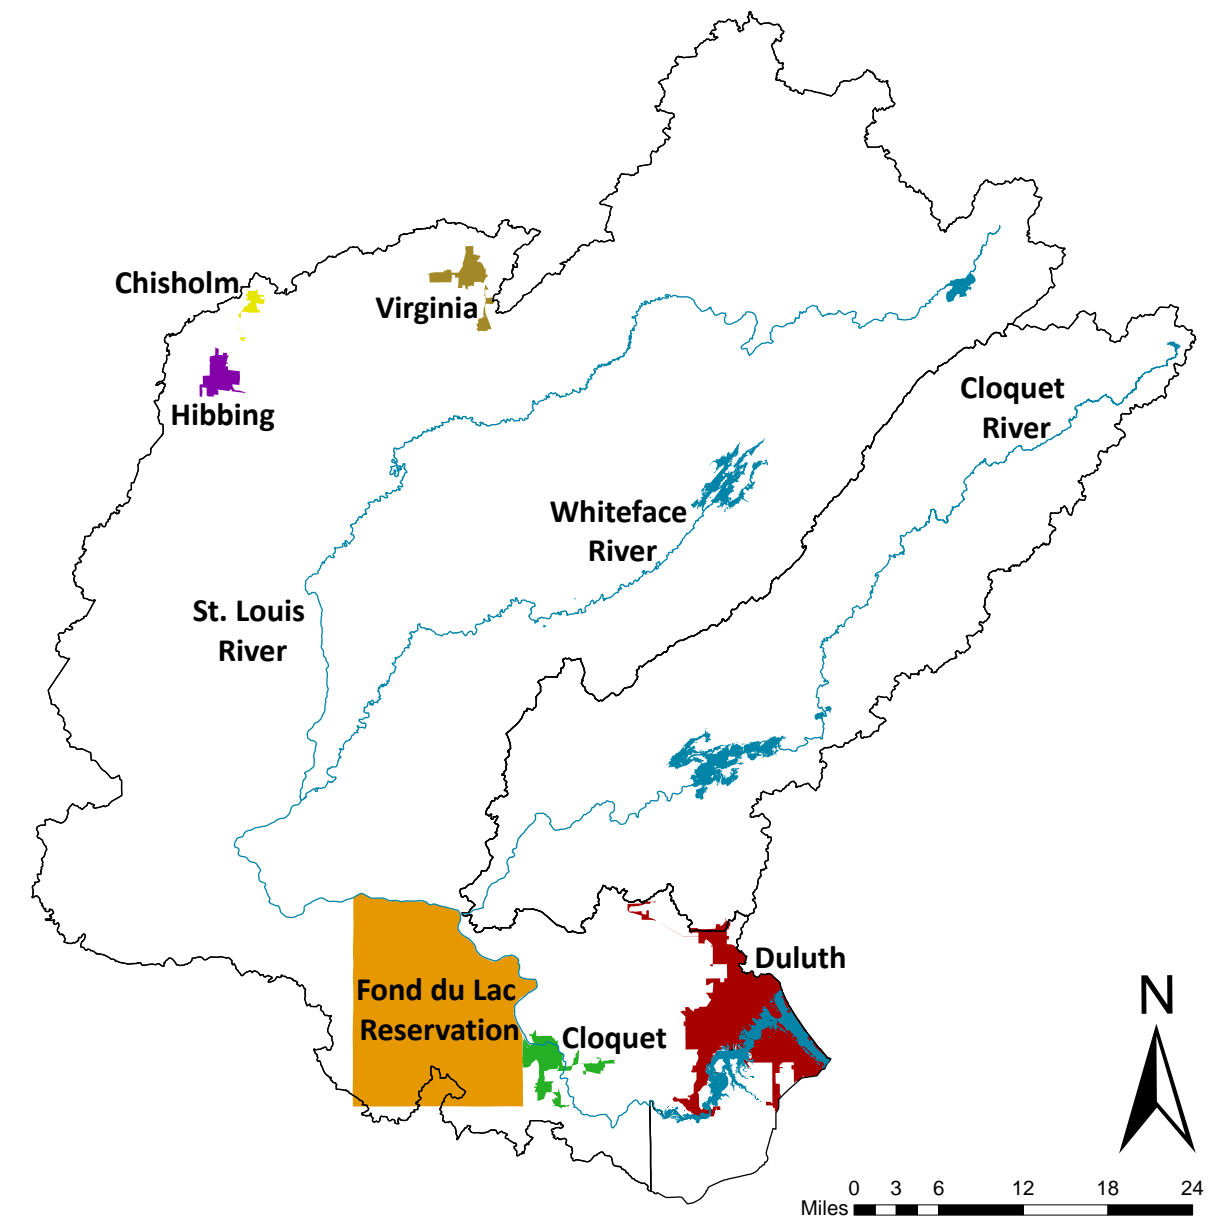 Chisholm
Virginia
Hibbing
Cloquet
River
Whiteface
River
St. Louis
River
Duluth
Fond du Lac
Reservation
Cloquet
N
0 3 6 12 18 24
Miles